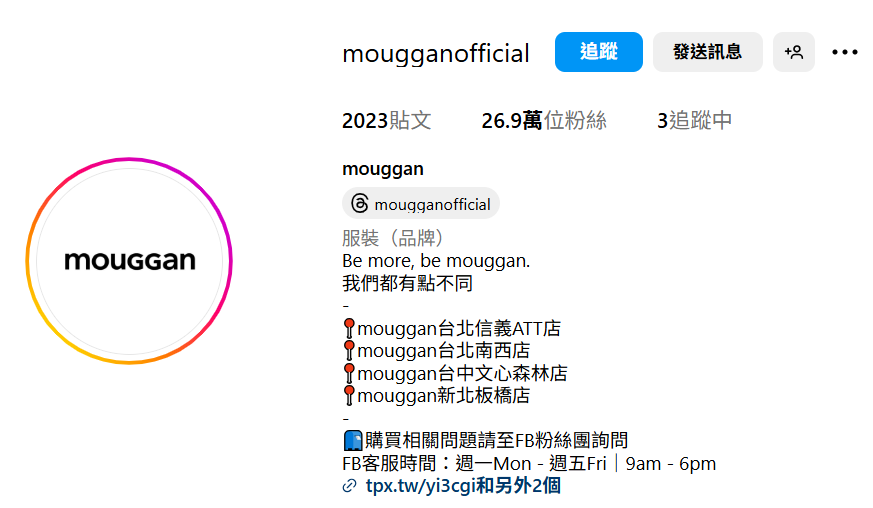 mougganofficial
追蹤
發送訊息
2023貼文
26.9萬位粉絲
3追蹤中
mouggan
mouggan
mougganofficial
服裝（品牌）
Be more, be mouggan.
我們都有點不同
-
📍mouggan台北信義ATT店
📍mouggan台北南西店
📍mouggan台中文心森林店
📍mouggan新北板橋店
-
📘購買相關問題請至FB粉絲團詢問
FB客服時間：週一Mon - 週五Fri｜9am - 6pm
tpx.tw/yi3cgi和另外2個